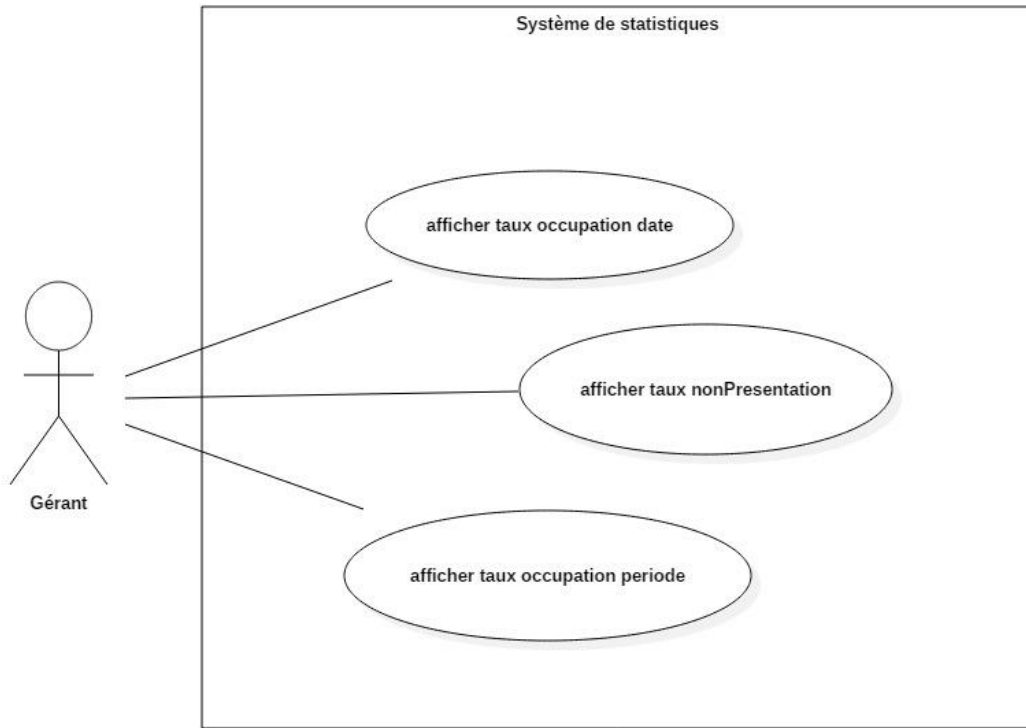 Système de statistiques
afficher taux occupation date
afficher taux nonPresentation
Gérant
afficher taux occupation periode